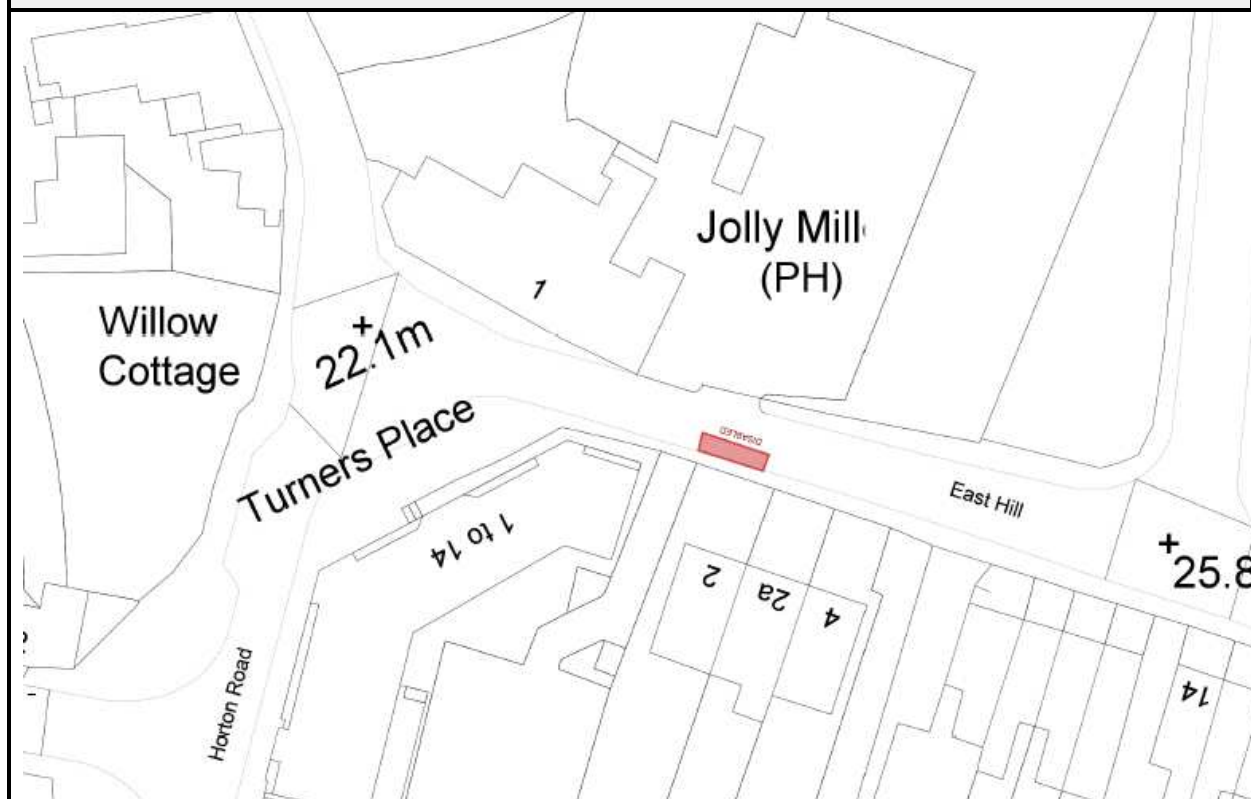 Jolly Mill
(PH)
1
Willow
Cottage
+
22.1m
Turners Place
DISABLED
East Hill
+
25.8
1 to 14
2
2a
4
14
Horton Road